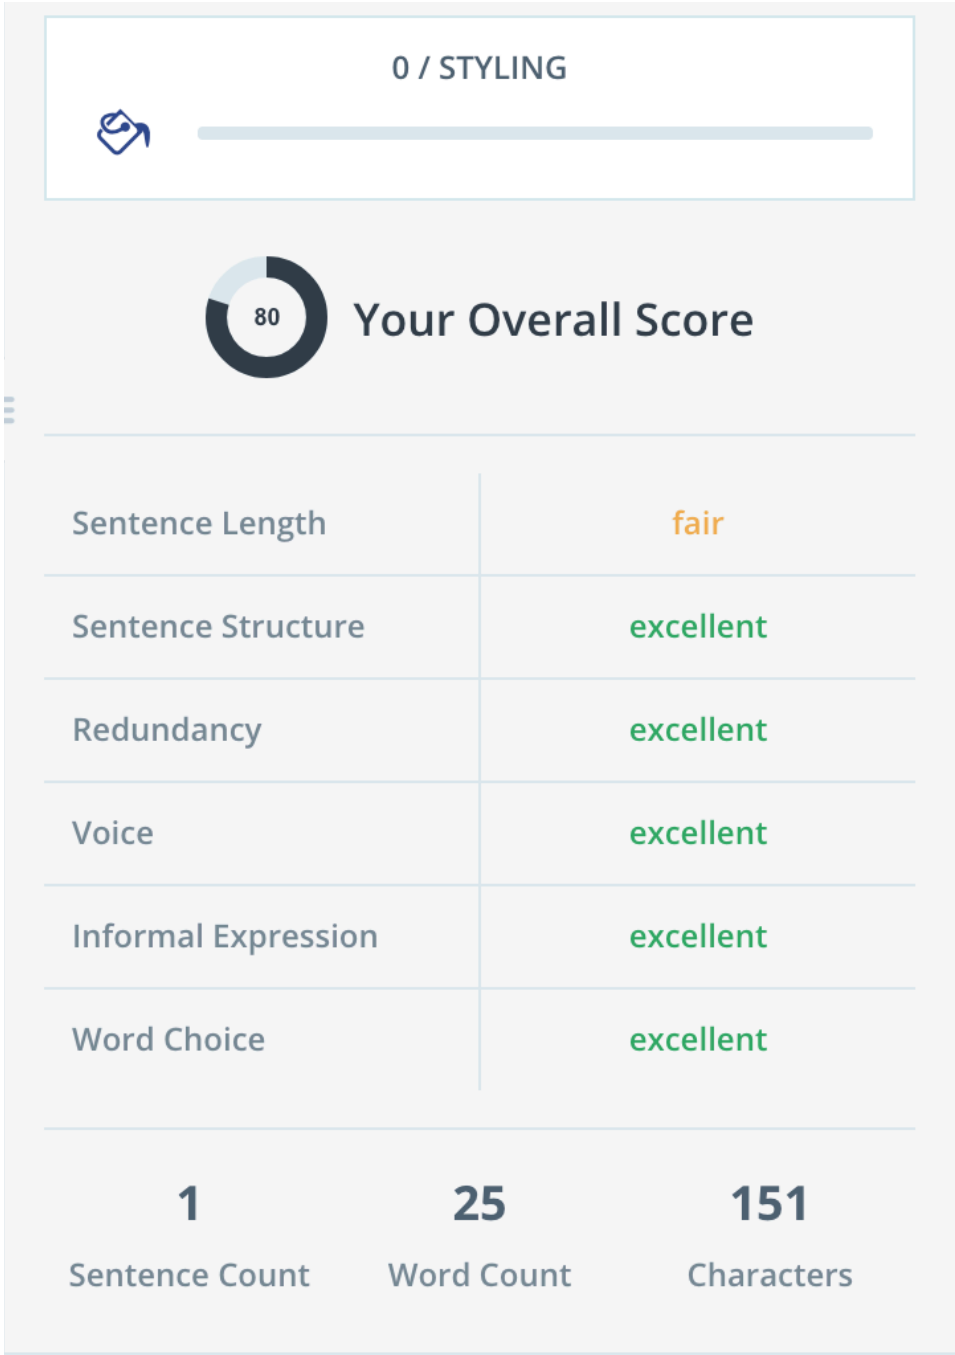 0 / STYLING
80 Your Overall Score
Sentence Length fair
Sentence Structure excellent
Redundancy excellent
Voice excellent
Informal Expression excellent
Word Choice excellent
1 25 151
Sentence Count Word Count Characters